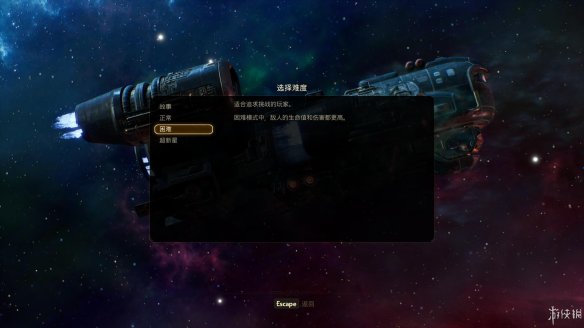 选择难度
故事
正常
困难
超新星
适合追求挑战的玩家。
困难模式中，敌人的生命值和伤害都更高。
Escape 返回
游侠网